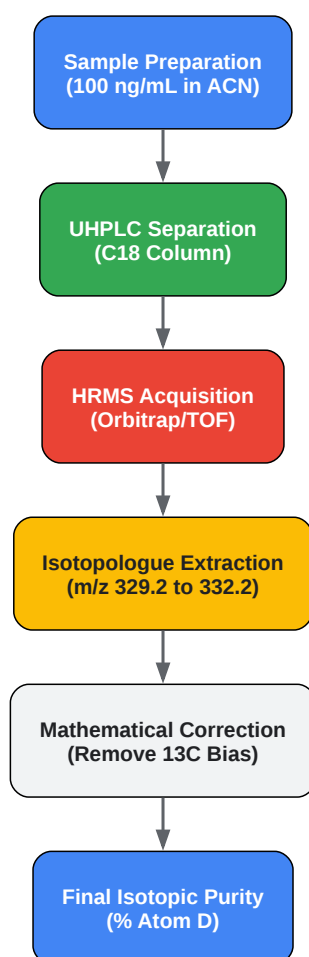 Sample Preparation
(100 ng/mL in ACN)
UHPLC Separation
(C18 Column)
HRMS Acquisition
(Orbitrap/TOF)
Isotopologue Extraction
(m/z 329.2 to 332.2)
Mathematical Correction
(Remove 13C Bias)
Final Isotopic Purity
(% Atom D)